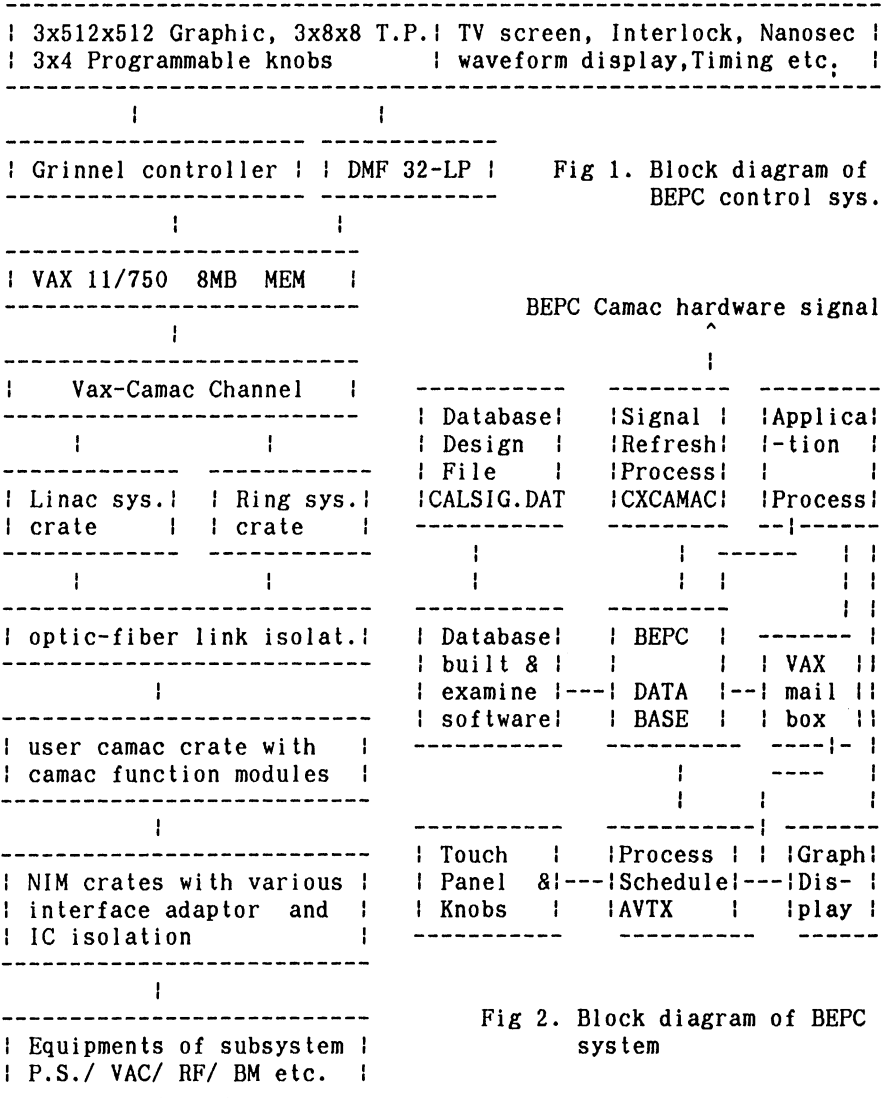 3x512x512 Graphic, 3x8x8 T.P. TV screen, Interlock, Nanosec
3x4 Programmable knobs waveform display,Timing etc.
Grinnel controller DMF 32-LP
Fig 1. Block diagram of
BEPC control sys.
VAX 11/750 8MB MEM
Vax-Camac Channel
Linac sys. Ring sys.
crate crate
optic-fiber link isolat.
user camac crate with
camac function modules
NIM crates with various
interface adaptor and
IC isolation
Equipments of subsystem
P.S./ VAC/ RF/ BM etc.
BEPC Camac hardware signal
Database
Design
File
CALSIG.DAT
Signal
Refresh
Process
CXCAMAC
Applica
-tion
Process
Database
built &
examine
software
BEPC
DATA
BASE
VAX
mail
box
Touch
Panel &
Knobs
Process
Schedule
AVTX
Graph
Dis-
play
Fig 2. Block diagram of BEPC
system